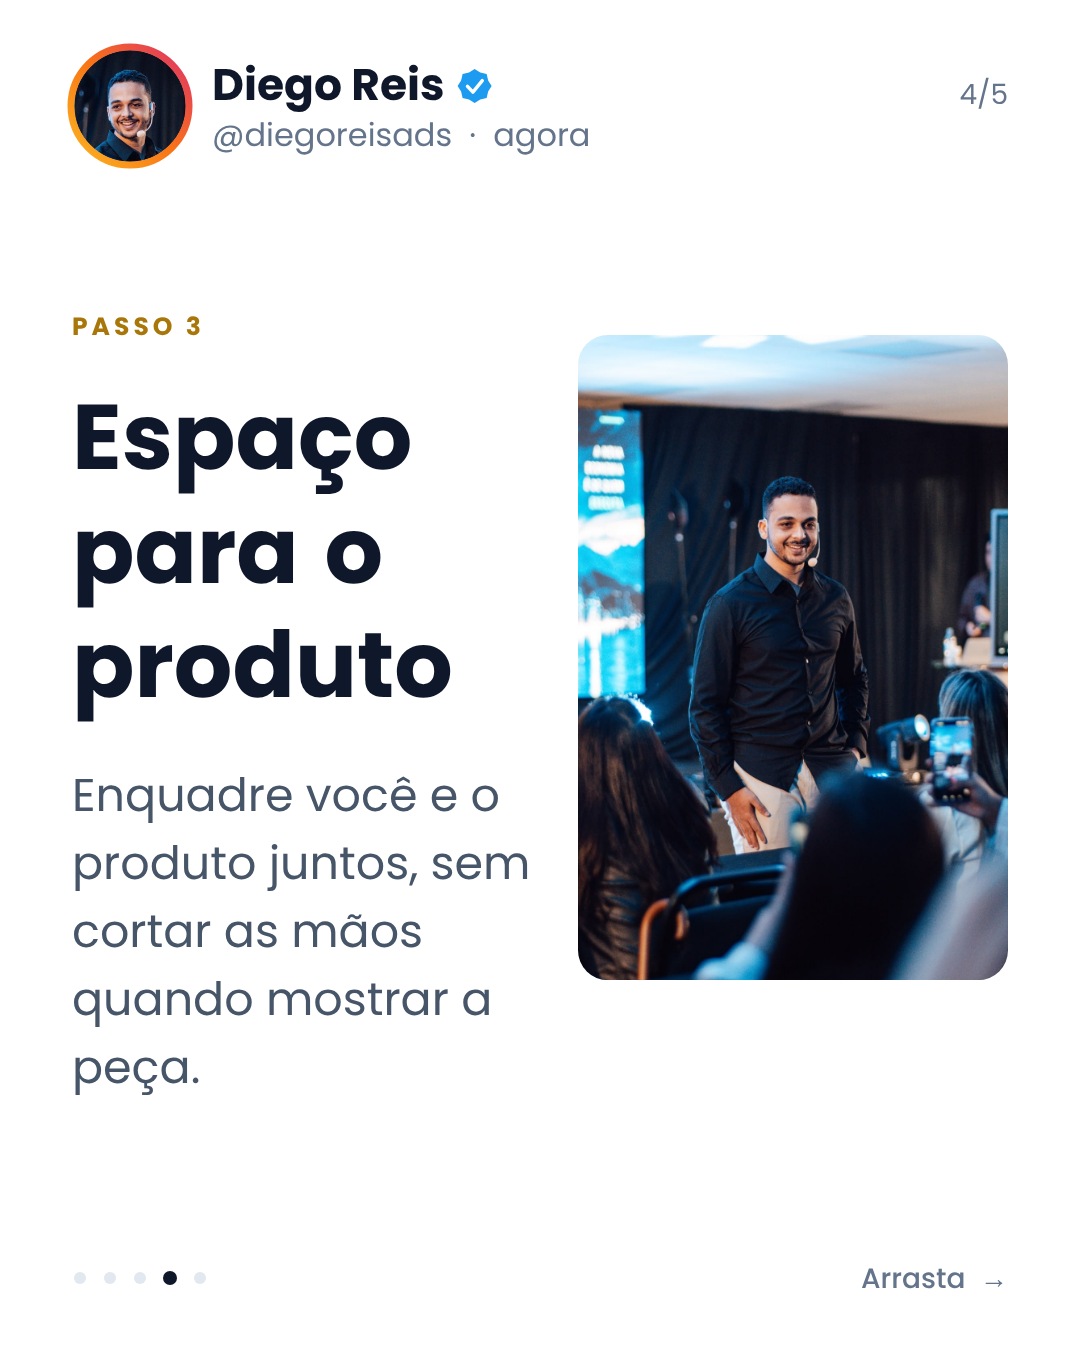 Diego Reis
@diegoreisads · agora
4/5
PASSO 3
Espaço
para o
produto
Enquadre você e o
produto juntos, sem
cortar as mãos
quando mostrar a
peça.
Arrasta →